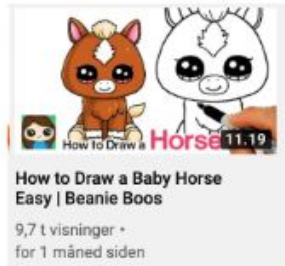 How to Draw a Horse
11.19
How to Draw a Baby Horse
Easy | Beanie Boos
9,7 t visninger •
for 1 måned siden